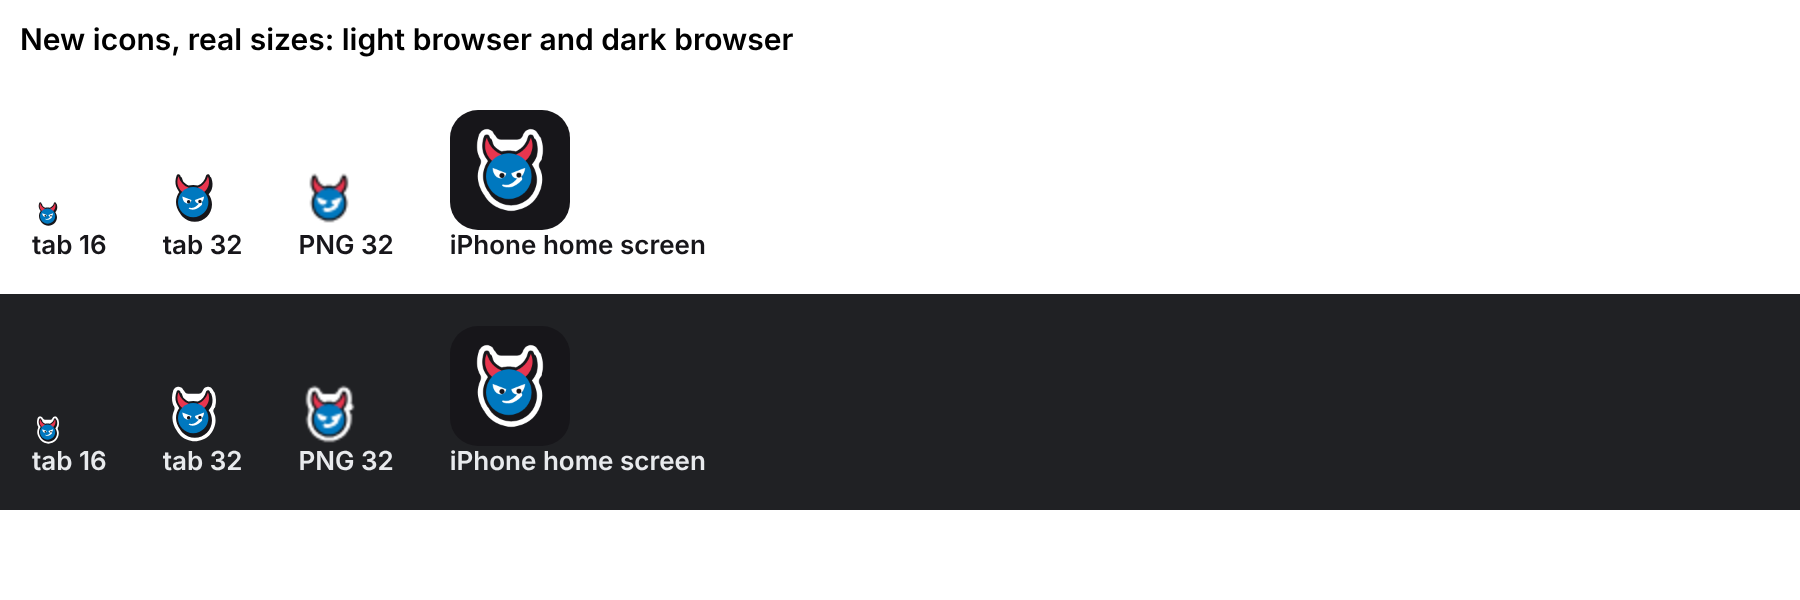 New icons, real sizes: light browser and dark browser
tab 16 tab 32 PNG 32 iPhone home screen
tab 16 tab 32 PNG 32 iPhone home screen